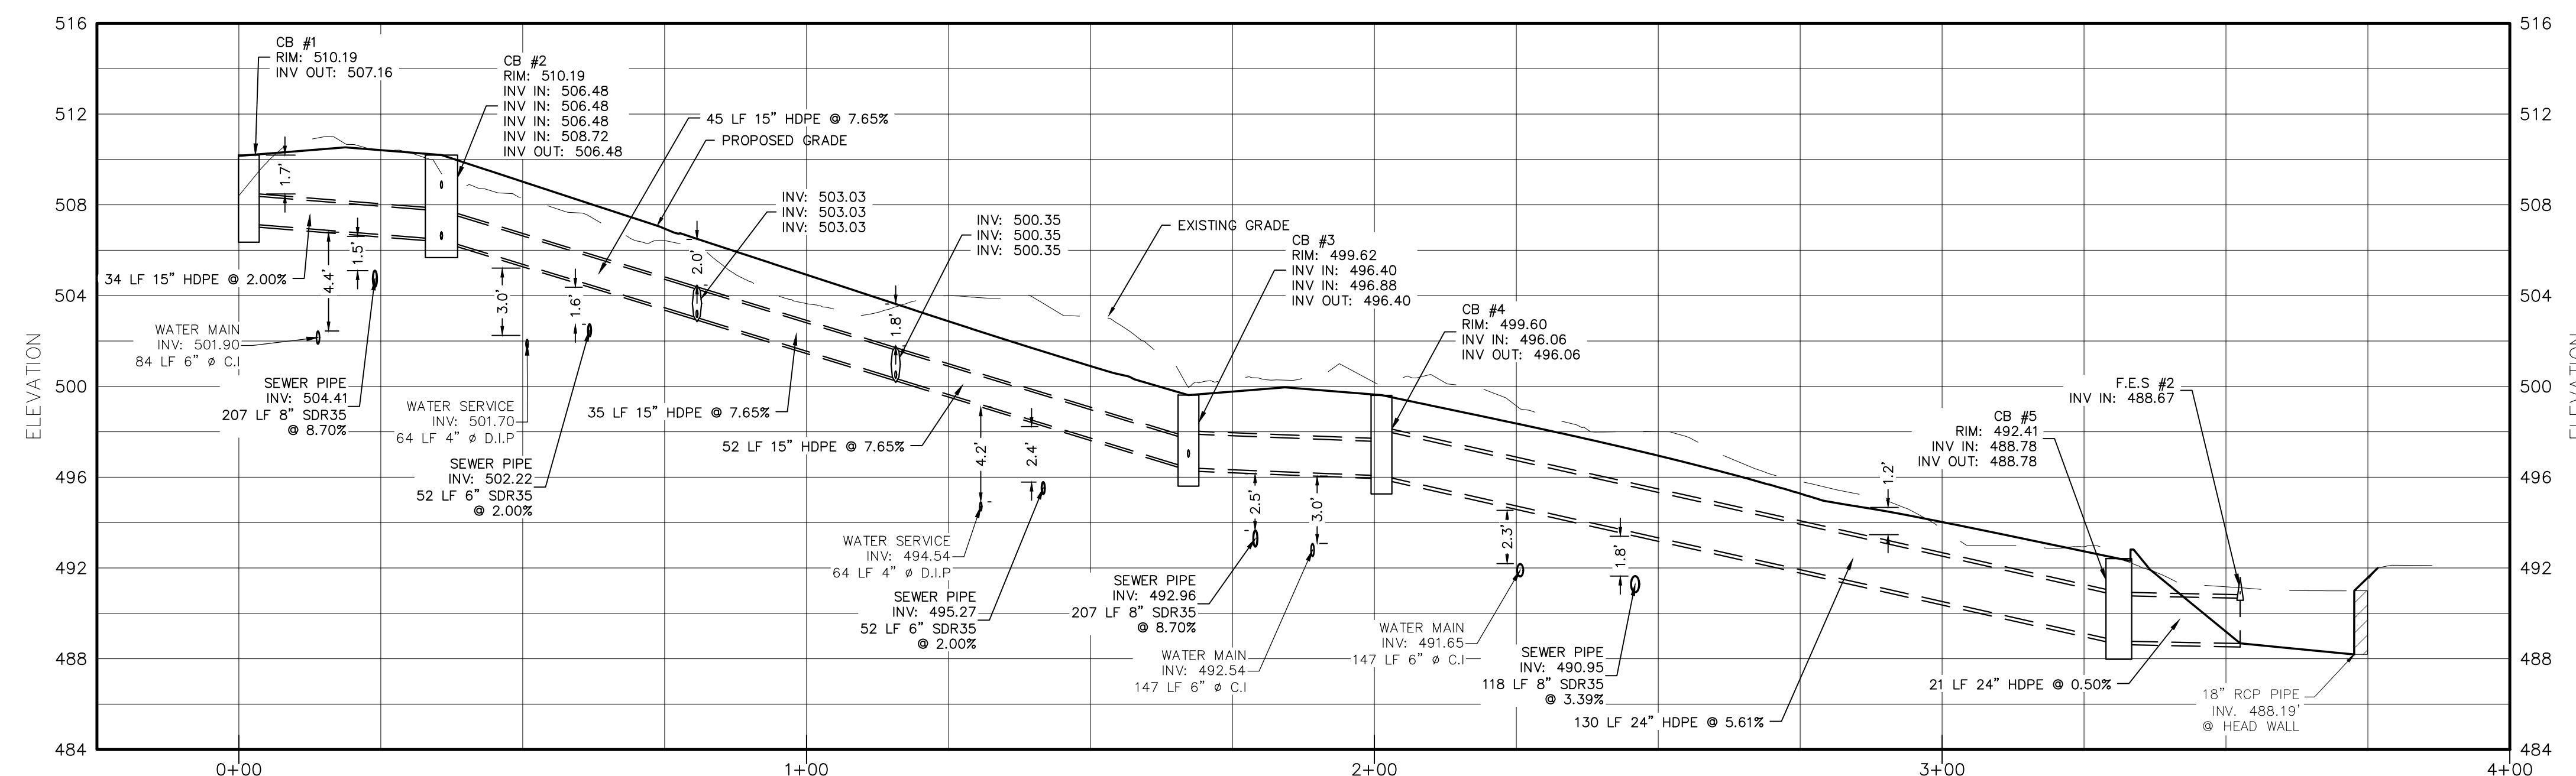 516
512
508
504
500
496
492
488
484
ELEVATION
CB #1
RIM: 510.19
INV OUT: 507.16
CB #2
RIM: 510.19
INV IN: 506.48
INV IN: 506.48
INV IN: 506.48
INV IN: 508.72
INV OUT: 506.48
45 LF 15" HDPE @ 7.65%
PROPOSED GRADE
1.7'
34 LF 15" HDPE @ 2.00%
4.4'
1.5'
WATER MAIN
INV: 501.90
84 LF 6" ø C.I
SEWER PIPE
INV: 504.41
207 LF 8" SDR35
@ 8.70%
3.0'
1.6'
WATER SERVICE
INV: 501.70
64 LF 4" ø D.I.P
SEWER PIPE
INV: 502.22
52 LF 6" SDR35
@ 2.00%
2.0'
INV: 503.03
INV: 503.03
INV: 503.03
1.8'
INV: 500.35
INV: 500.35
INV: 500.35
35 LF 15" HDPE @ 7.65%
52 LF 15" HDPE @ 7.65%
EXISTING GRADE
4.2'
2.4'
WATER SERVICE
INV: 494.54
64 LF 4" ø D.I.P
SEWER PIPE
INV: 495.27
52 LF 6" SDR35
@ 2.00%
CB #3
RIM: 499.62
INV IN: 496.40
INV IN: 496.88
INV OUT: 496.40
CB #4
RIM: 499.60
INV IN: 496.06
INV OUT: 496.06
2.5'
3.0'
SEWER PIPE
INV: 492.96
207 LF 8" SDR35
@ 8.70%
WATER MAIN
INV: 492.54
147 LF 6" ø C.I
2.3'
1.8'
WATER MAIN
INV: 491.65
147 LF 6" ø C.I
SEWER PIPE
INV: 490.95
118 LF 8" SDR35
@ 3.39%
130 LF 24" HDPE @ 5.61%
1.2'
CB #5
RIM: 492.41
INV IN: 488.78
INV OUT: 488.78
F.E.S #2
INV IN: 488.67
21 LF 24" HDPE @ 0.50%
18" RCP PIPE
INV. 488.19'
@ HEAD WALL
516
512
508
504
500
496
492
488
484
ELEVATION
0+00
1+00
2+00
3+00
4+00